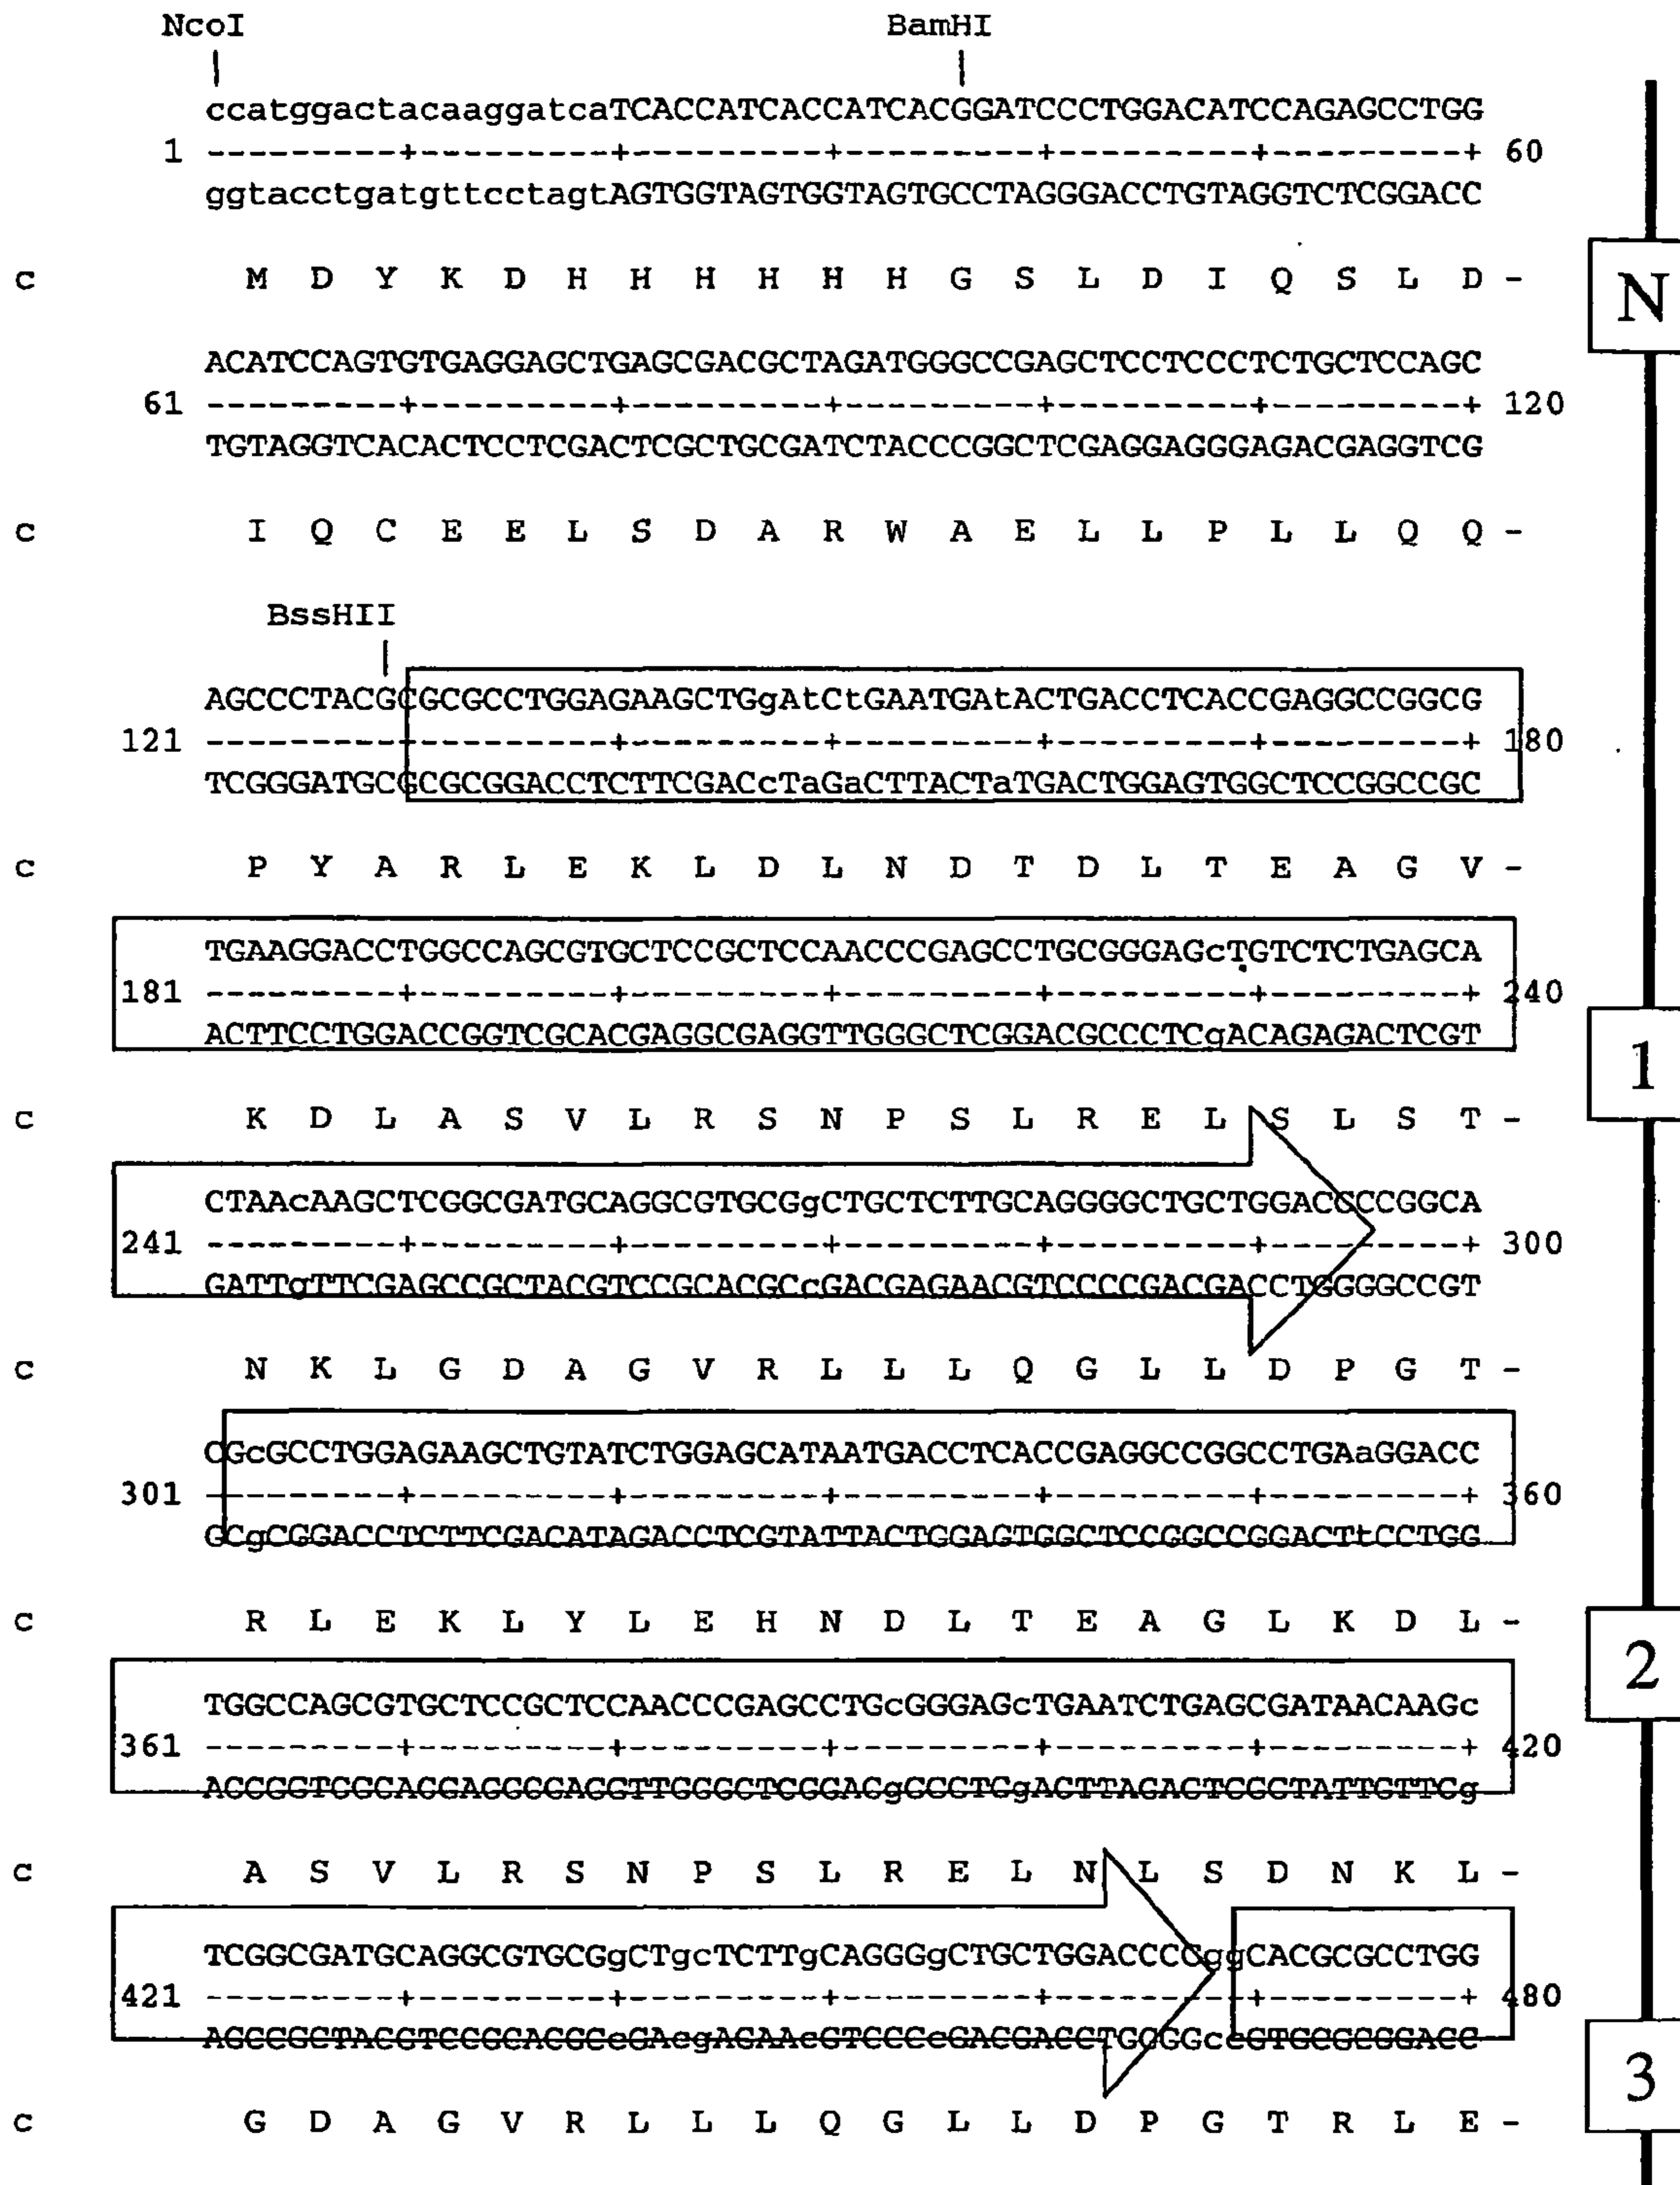 NcoI BamHI
ccatggactacaaggatcaTCACCATCACCATCACGGATCCCTGGACATCCAGAGCCTGG
1 ---------+---------+---------+---------+---------+---------+ 60
ggtacctgatgttcctagtAGTGGTAGTGGTAGTGCCTAGGGACCTGTAGGTCTCGGACC
c M D Y K D H H H H H H G S L D I Q S L D -
N
ACATCCAGTGTGAGGAGCTGAGCGACGCTAGATGGGCCGAGCTCCTCCCTCTGCTCCAGC
61 ---------+---------+---------+---------+---------+---------+ 120
TGTAGGTCACACTCCTCGACTCGCTGCGATCTACCCGGCTCGAGGAGGGAGACGAGGTCG
c I Q C E E L S D A R W A E L L P L L Q Q -
BssHII
AGCCCTACGCGCGCCTGGAGAAGCTGgAtCtGAATGAtACTGACCTCACCGAGGCCGGCG
121 ---------+---------+---------+---------+---------+---------+ 180
TCGGGATGCGCGCGGACCTCTTCGACcTaGaCTTACTaTGACTGGAGTGGCTCCGGCCGC
c P Y A R L E K L D L N D T D L T E A G V -
TGAAGGACCTGGCCAGCGTGCTCCGCTCCAACCCGAGCCTGCGGGAGcTGTCTCTGAGCA
181 ---------+---------+---------+---------+---------+---------+ 240
ACTTCCTGGACCGGTCGCACGAGGCGAGGTTGGGCTCGGACGCCCTCgACAGAGACTCGT
1
c K D L A S V L R S N P S L R E L S L S T -
CTAAcAAGCTCGGCGATGCAGGCGTGCGgCTGCTCTTGCAGGGGCTGCTGGACCCCGGCA
241 ---------+---------+---------+---------+---------+---------+ 300
GATTgTTCGAGCCGCTACGTCCGCACGCcGACGAGAACGTCCCCGACGACCTGGGGCCGT
c N K L G D A G V R L L L Q G L L D P G T -
CGcGCCTGGAGAAGCTGTATCTGGAGCATAATGACCTCACCGAGGCCGGCCTGAaGGACC
301 ---------+---------+---------+---------+---------+---------+ 360
GCgCGGACCTCTTCGACATAGACCTCGTATTACTGGAGTGGCTCCGGCCGGACTtCCTGG
c R L E K L Y L E H N D L T E A G L K D L -
2
TGGCCAGCGTGCTCCGCTCCAACCCGAGCCTGcGGGAGcTGAATCTGAGCGATAACAAGc
361 ---------+---------+---------+---------+---------+---------+ 420
ACCGGTCGCACGAGGCGAGGTTGGGCTCGGACgCCCTCgACTTAGACTCGCTATTGTTCg
c A S V L R S N P S L R E L N L S D N K L -
TCGGCGATGCAGGCGTGCGgCTgcTCTTgCAGGGgCTGCTGGACCCCggCACGCGCCTGG
421 ---------+---------+---------+---------+---------+---------+ 480
AGCCGCTACGTCCGCACGCcGAcgAGAAcGTCCCcGACGACCTGGGGccGTGCGCGGACC
3
c G D A G V R L L L Q G L L D P G T R L E -